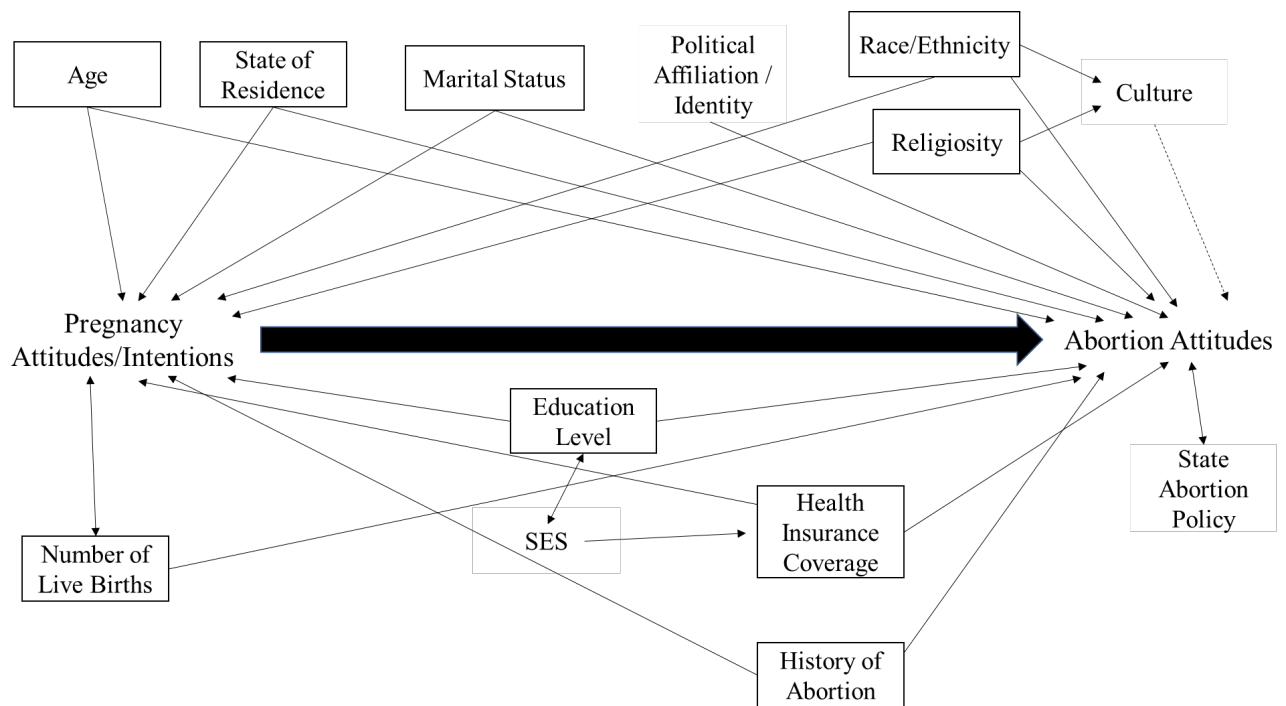 Age
State of
Residence
Marital Status
Political
Affiliation /
Identity
Race/Ethnicity
Religiosity
Culture
Pregnancy
Attitudes/Intentions
Abortion Attitudes
Education
Level
SES
Health
Insurance
Coverage
State
Abortion
Policy
Number of
Live Births
History of
Abortion